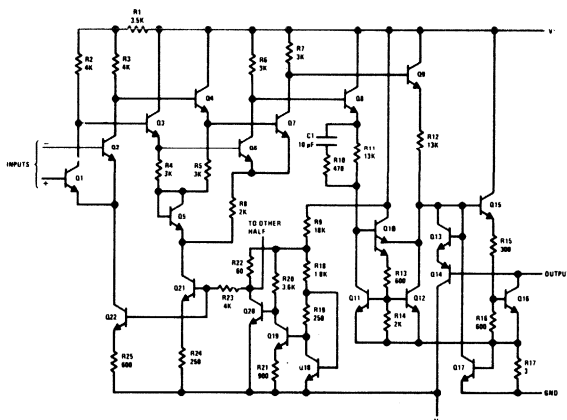 R1
3.5K
V
R2
4K
R3
4K
R6
3K
R7
3K
Q4
Q8
Q9
Q3
Q7
C1
10 pF
R11
13K
R12
13K
INPUTS
−
+
Q2
Q6
R4
3K
R5
3K
R10
470
Q1
Q5
R8
2K
TO OTHER
HALF
R9
18K
Q10
Q13
Q15
R15
300
Q14
OUTPUT
R22
60
R20
3.6K
R18
R13
600
Q21
R23
4K
Q20
R19
250
Q11
Q12
R14
2K
R16
600
Q16
Q22
Q19
Q17
R17
3
R25
600
R24
250
R21
900
GND